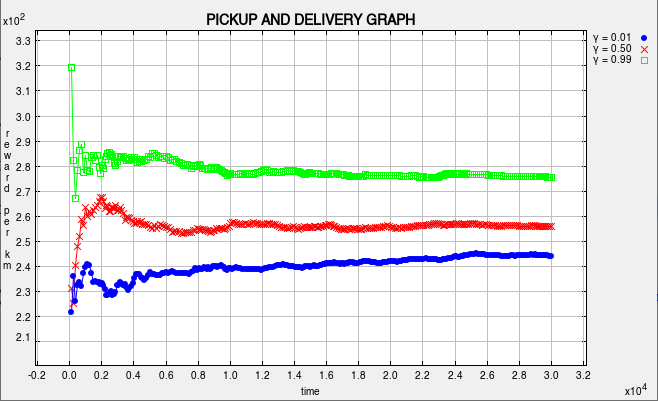 PICKUP AND DELIVERY GRAPH
x10²
3.3
3.1
3.0
2.9
2.8
2.7
2.6
2.5
2.4
2.3
2.2
2.1
reward per km
-0.2 0.0 0.2 0.4 0.6 0.8 1.0 1.2 1.4 1.6 1.8 2.0 2.2 2.4 2.6 2.8 3.0 3.2
time
x10⁴
γ = 0.01
γ = 0.50
γ = 0.99